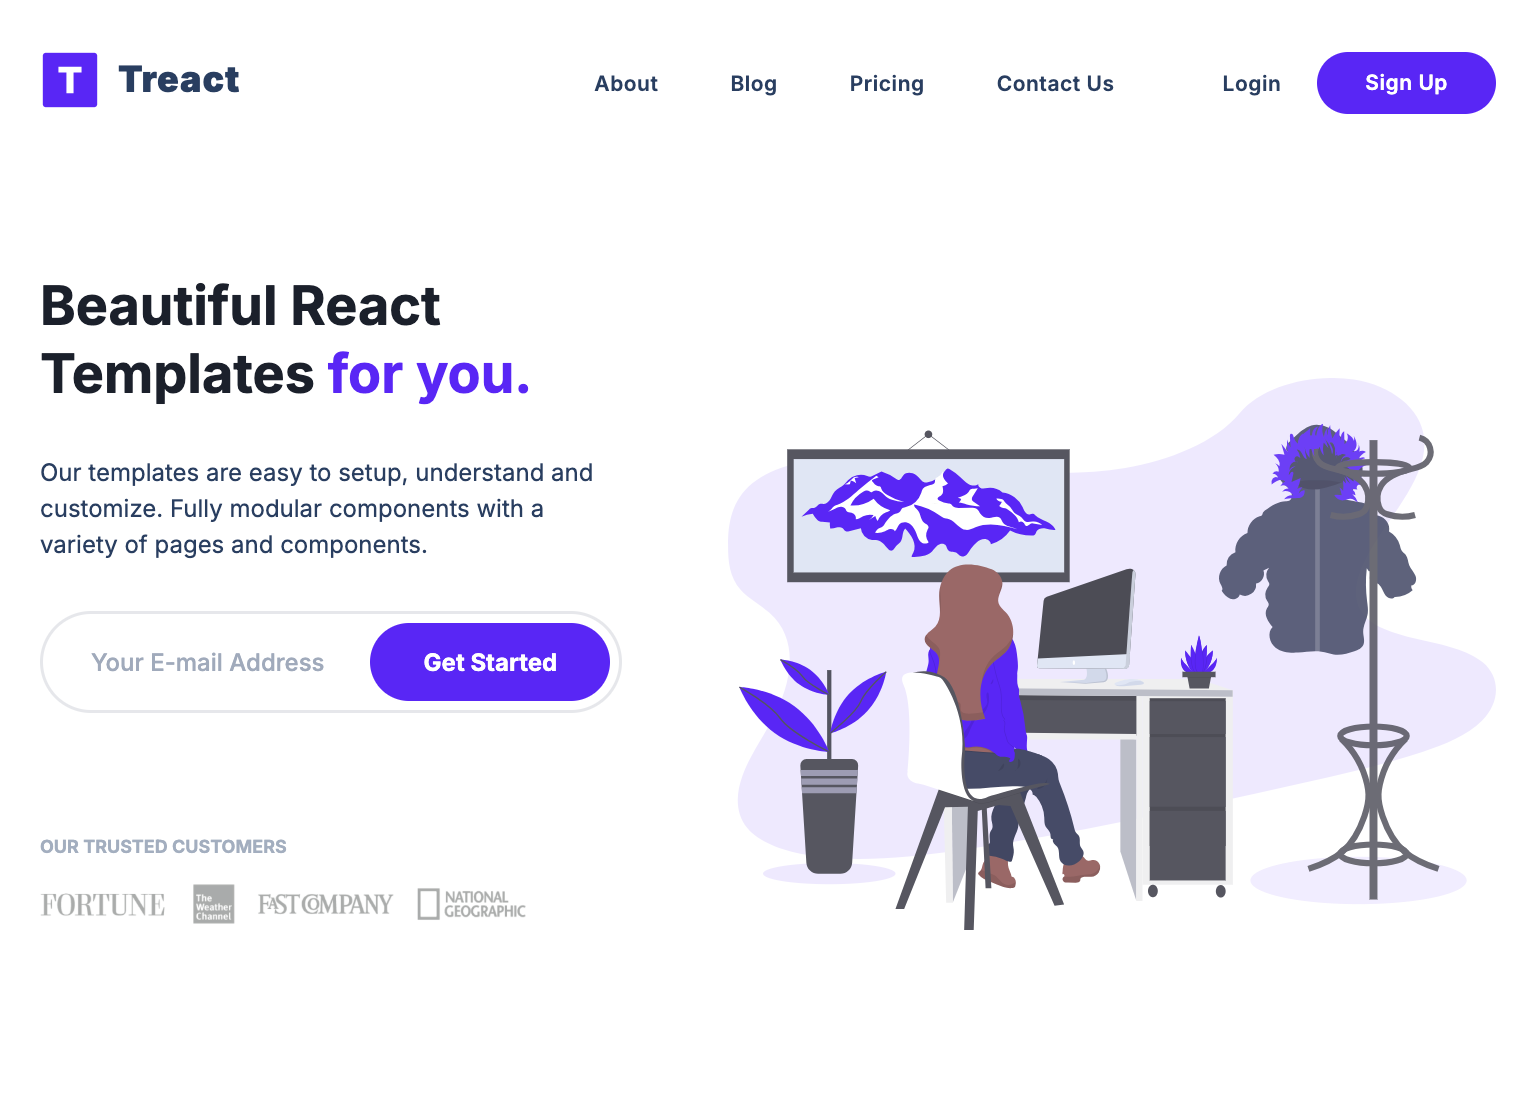 T Treact
About Blog Pricing Contact Us Login Sign Up
Beautiful React
Templates for you.
Our templates are easy to setup, understand and
customize. Fully modular components with a
variety of pages and components.
Your E-mail Address Get Started
OUR TRUSTED CUSTOMERS
FORTUNE
The
Weather
Channel
FAST COMPANY
NATIONAL
GEOGRAPHIC